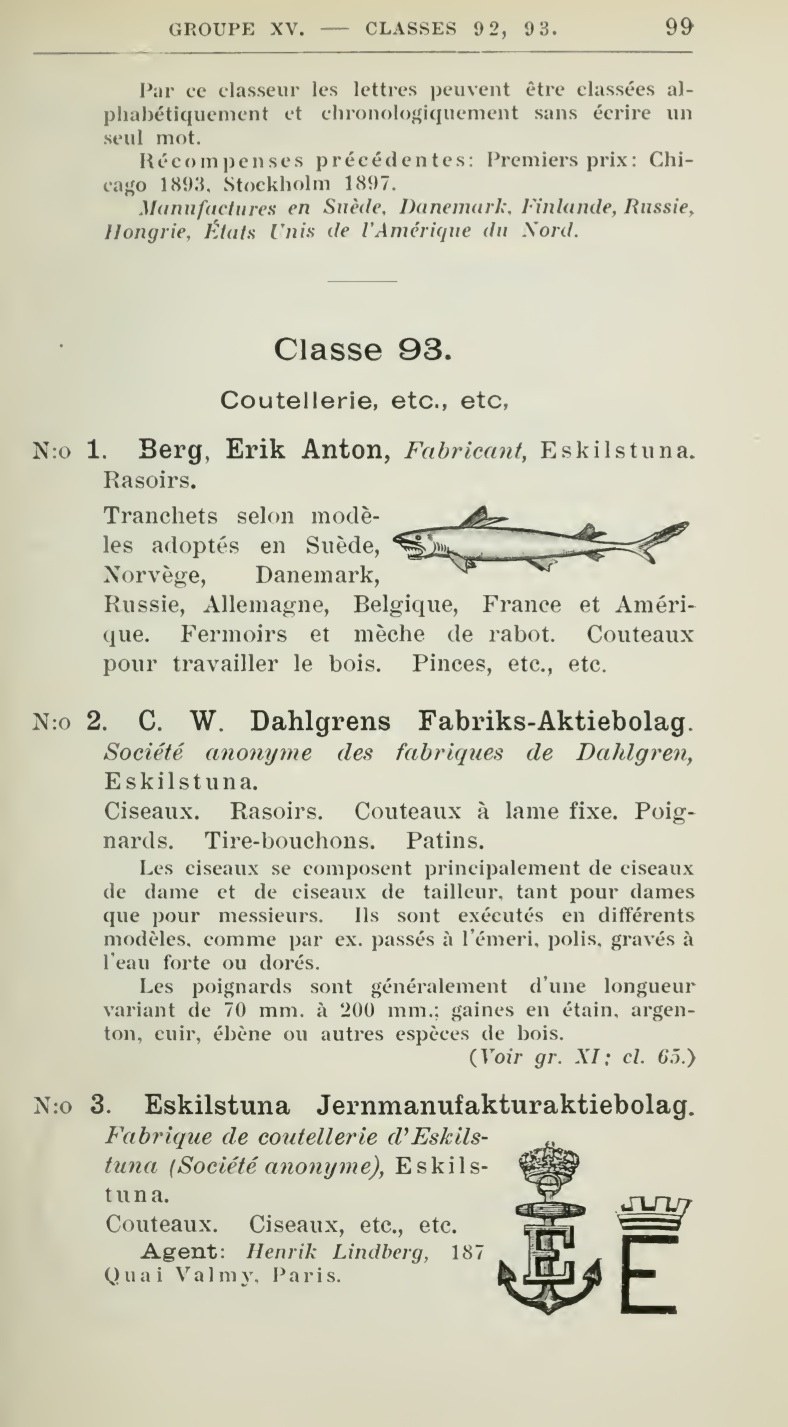 GROUPE XV. — CLASSES 92, 93. 99
Par ce classeur les lettres peuvent être classées al-
phabétiquement et chronologiquement sans écrire un
seul mot.
Récompenses précédentes: Premiers prix: Chi-
cago 1893, Stockholm 1897.
Manufactures en Suède, Danemark, Finlande, Russie,
Hongrie, États Unis de l'Amérique du Nord.
Classe 93.
Coutellerie, etc., etc,
N:o 1. Berg, Erik Anton, Fabricant, Eskilstuna.
Rasoirs.
Tranchets selon modè-
les adoptés en Suède,
Norvège, Danemark,
Russie, Allemagne, Belgique, France et Améri-
que. Fermoirs et mèche de rabot. Couteaux
pour travailler le bois. Pinces, etc., etc.
N:o 2. C. W. Dahlgrens Fabriks-Aktiebolag.
Société anonyme des fabriques de Dahlgren,
Eskilstuna.
Ciseaux. Rasoirs. Couteaux à lame fixe. Poig-
nards. Tire-bouchons. Patins.
Les ciseaux se composent principalement de ciseaux
de dame et de ciseaux de tailleur, tant pour dames
que pour messieurs. Ils sont exécutés en différents
modèles, comme par ex. passés à l'émeri, polis, gravés à
l'eau forte ou dorés.
Les poignards sont généralement d'une longueur
variant de 70 mm. à 200 mm.; gaines en étain, argen-
ton, cuir, ébène ou autres espèces de bois.
(Voir gr. XI; cl. 65.)
N:o 3. Eskilstuna Jernmanufakturaktiebolag.
Fabrique de coutellerie d'Eskils-
tuna (Société anonyme), Eskils-
tuna.
Couteaux. Ciseaux, etc., etc.
Agent: Henrik Lindberg, 187
Quai Valmy, Paris.
E
E